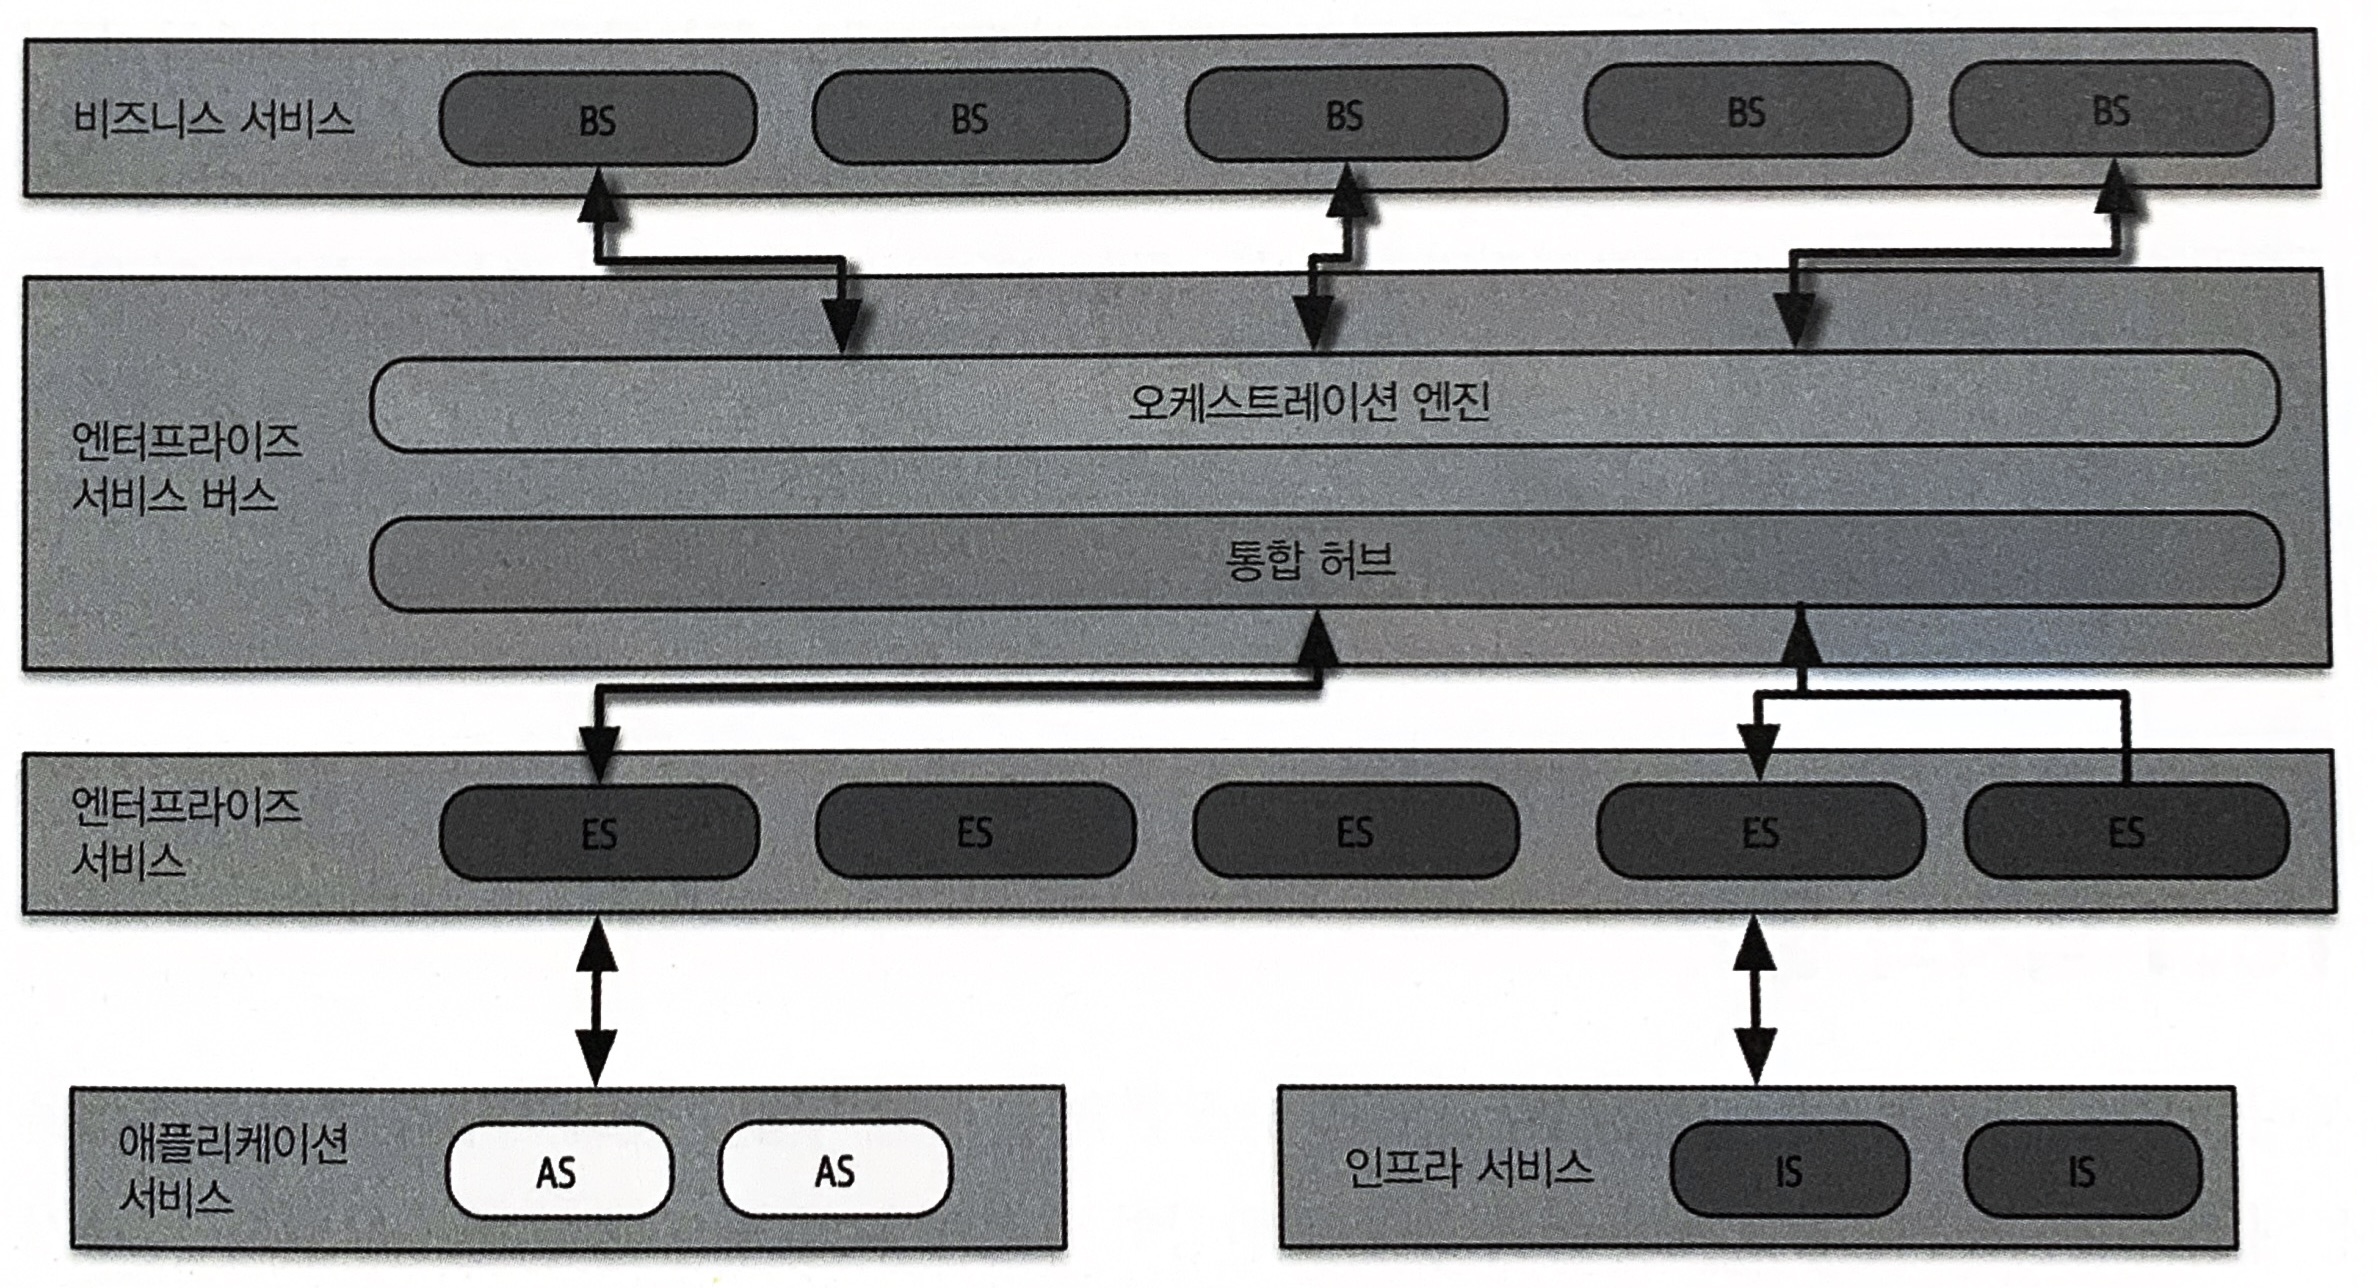 비즈니스 서비스
BS
BS
BS
BS
BS
엔터프라이즈
서비스 버스
오케스트레이션 엔진
통합 허브
엔터프라이즈
서비스
ES
ES
ES
ES
ES
애플리케이션
서비스
AS
AS
인프라 서비스
IS
IS